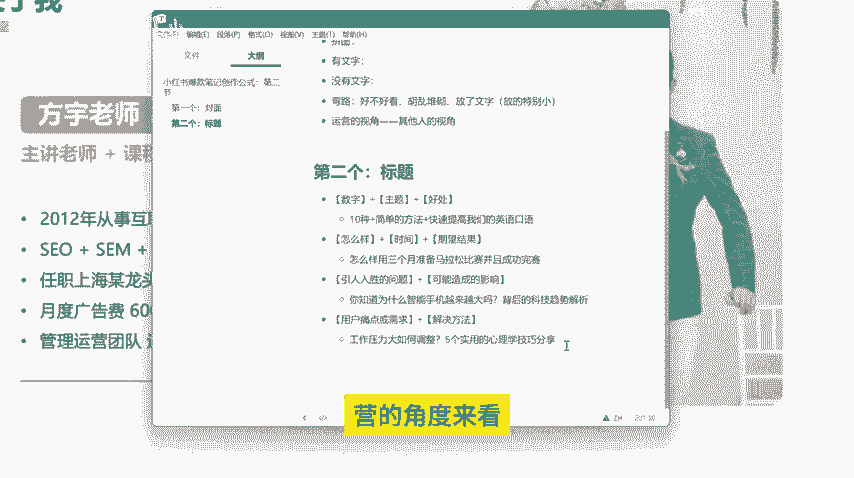 文件(F) 编辑(E) 段落(P) 格式(O) 视图(V) 主题(T) 帮助(H)
文件 大纲
小红书爆款笔记创作公式：第二
节
第一个：封面
第二个：标题
有文字；
没有文字；
弯路：好不好看、胡乱堆砌、放了文字（放的特别小）
运营的视角——其他人的视角
第二个：标题
【数字】+【主题】+【好处】
10种+简单的方法+快速提高我们的英语口语
【怎么样】+【时间】+【期望结果】
怎么样用三个月准备马拉松比赛并且成功完赛
【引人入胜的问题】+【可能造成的影响】
你知道为什么智能手机越来越大吗？背后的科技趋势解析
【用户痛点或需求】+【解决方法】
工作压力大如何调整？5个实用的心理学技巧分享
方宇老师
主讲老师 + 课程
2012年从事互联
SEO + SEM +
任职上海某龙头
月度广告费 600
管理运营团队
营的角度来看